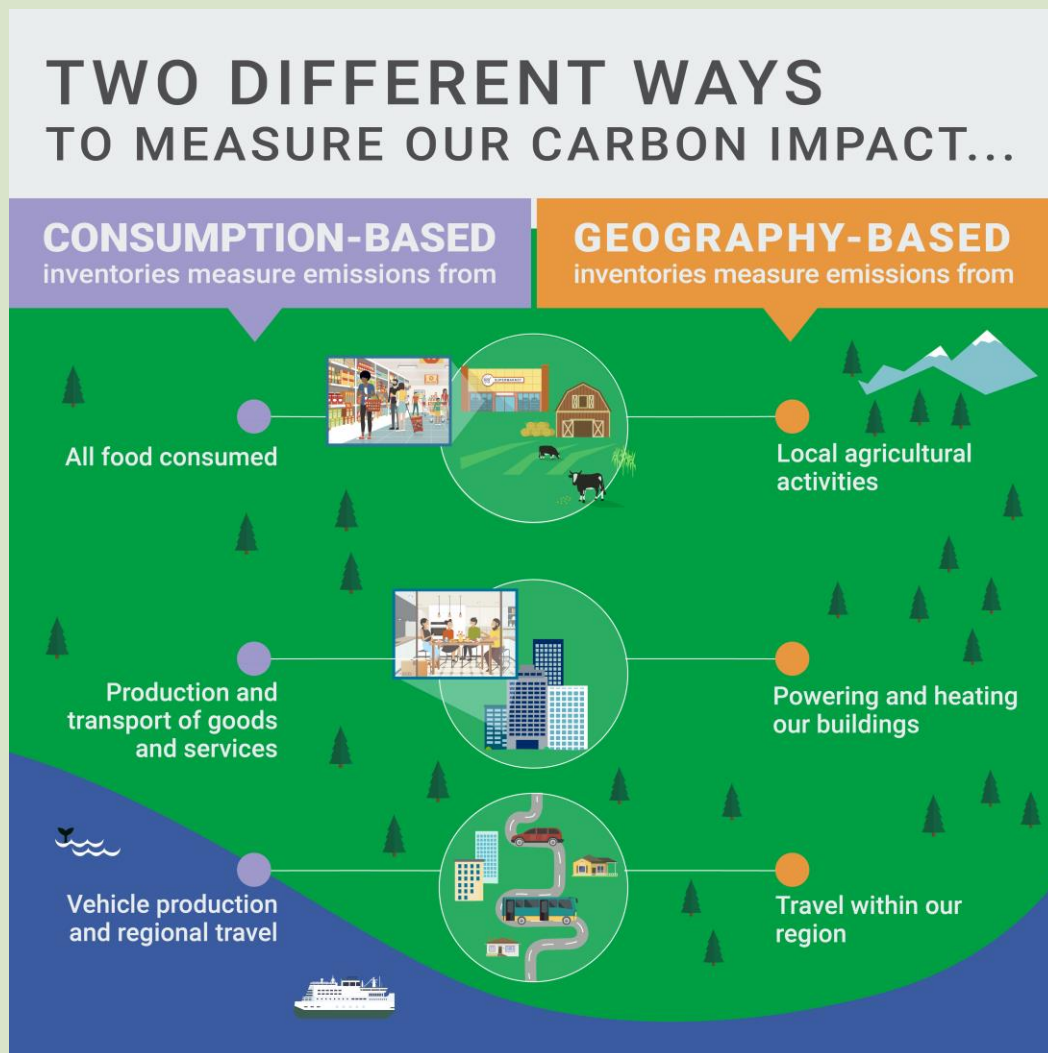 TWO DIFFERENT WAYS
TO MEASURE OUR CARBON IMPACT...
CONSUMPTION-BASED
inventories measure emissions from
GEOGRAPHY-BASED
inventories measure emissions from
SUPERMARKET
All food consumed
Local agricultural
activities
Production and
transport of goods
and services
Powering and heating
our buildings
Vehicle production
and regional travel
Travel within our
region